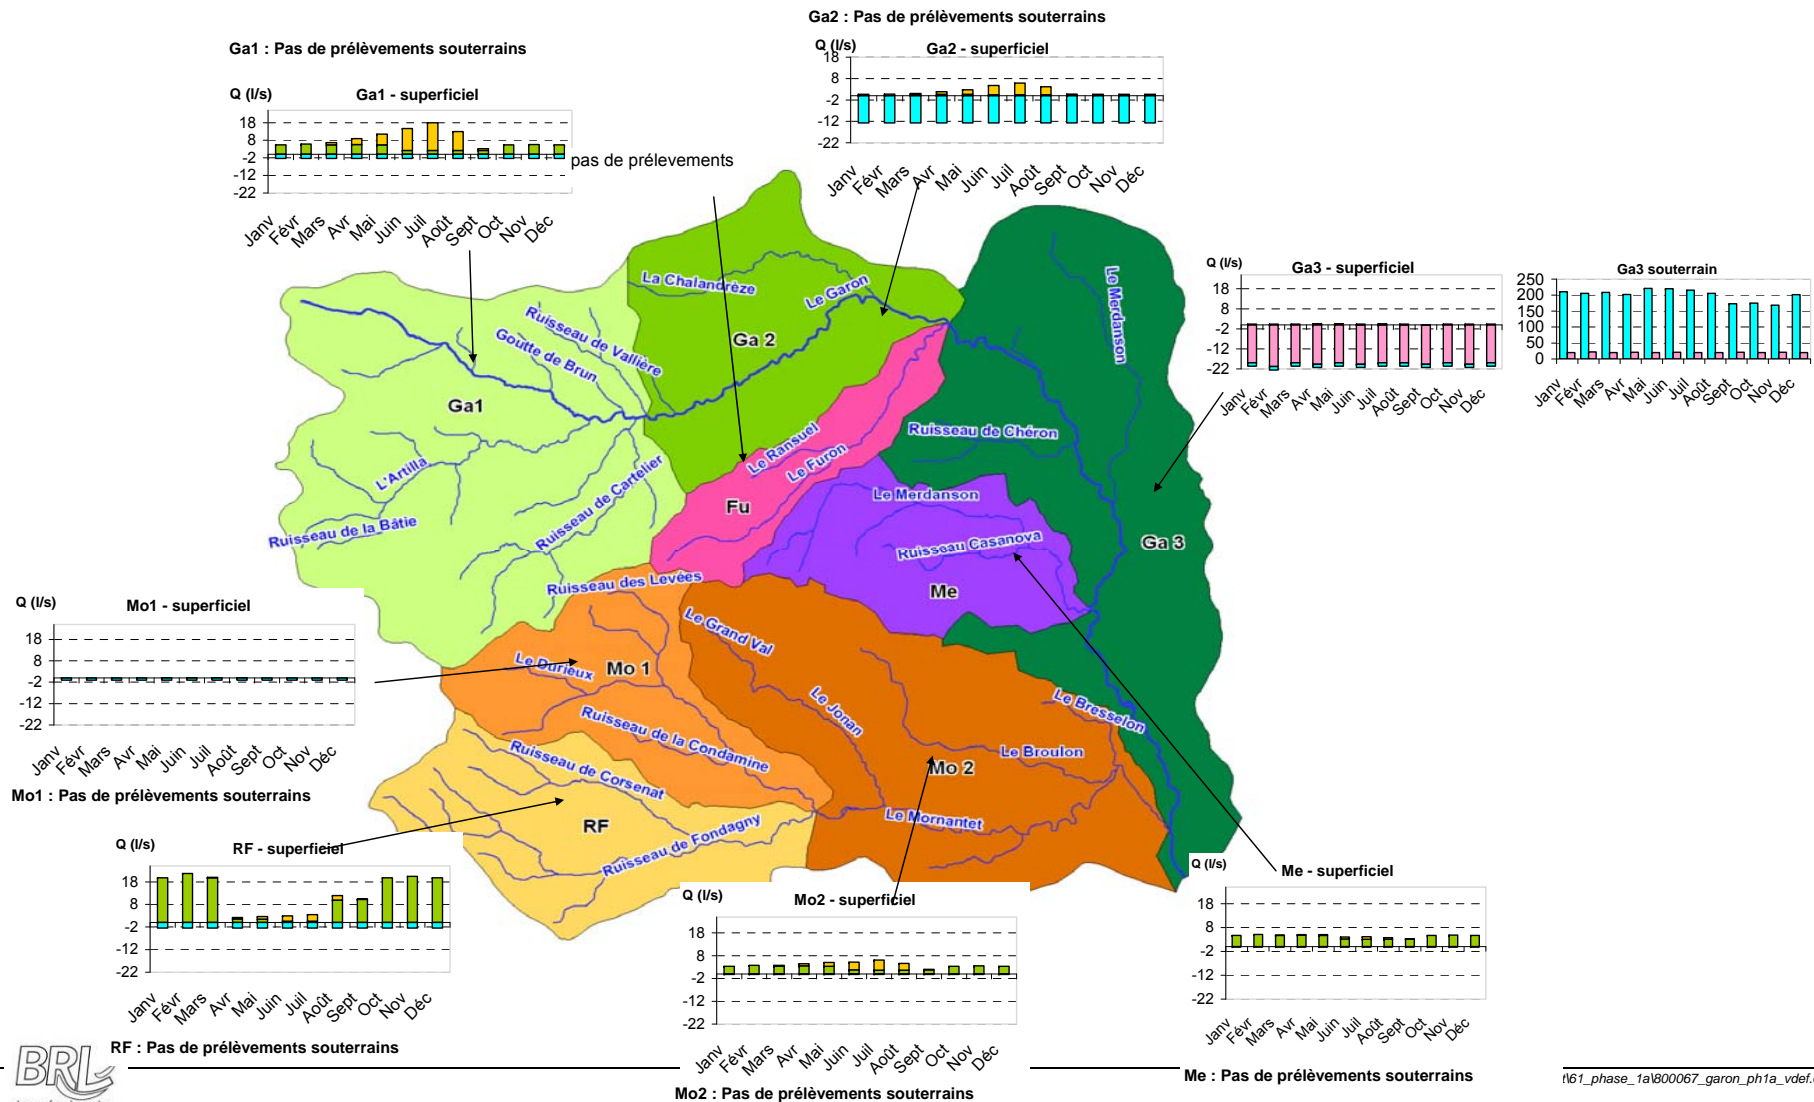 Ga2 : Pas de prélèvements souterrains
Ga1 : Pas de prélèvements souterrains
Q (l/s)
Ga2 - superficiel
18
8
-2
-12
-22
Janv Févr Mars Avr Mai Juin Juil Août Sept Oct Nov Déc
Q (l/s)
Ga1 - superficiel
18
8
-2
-12
-22
Janv Févr Mars Avr Mai Juin Juil Août Sept Oct Nov Déc
pas de prélevements
Q (l/s)
Ga3 - superficiel
18
8
-2
-12
-22
Janv Févr Mars Avr Mai Juin Juil Août Sept Oct Nov Déc
Ga3 souterrain
250
200
150
100
50
0
Janv Févr Mars Avr Mai Juin Juil Août Sept Oct Nov Déc
La Chalandrèze
Le Garon
Le Merdanson
Ruisseau de Vallière
Goutte de Brun
Ga 2
Ga1
Le Ransuel
Le Furon
Ruisseau de Chéron
L'Artilla
Ruisseau de Cartelier
Ruisseau de la Bâtie
Fu
Le Merdanson
Ruisseau Casanova
Ga 3
Me
Ruisseau des Levées
Le Grand Val
Le Durieux
Mo 1
Le Jonan
Le Bresselon
Ruisseau de la Condamine
Le Broulon
Mo 2
Ruisseau de Corsenat
Le Mornantet
RF
Ruisseau de Fondagny
Q (l/s)
Mo1 - superficiel
18
8
-2
-12
-22
Janv Févr Mars Avr Mai Juin Juil Août Sept Oct Nov Déc
Mo1 : Pas de prélèvements souterrains
Q (l/s)
RF - superficiel
18
8
-2
-12
-22
Janv Févr Mars Avr Mai Juin Juil Août Sept Oct Nov Déc
RF : Pas de prélèvements souterrains
Q (l/s)
Mo2 - superficiel
18
8
-2
-12
-22
Janv Févr Mars Avr Mai Juin Juil Août Sept Oct Nov Déc
Mo2 : Pas de prélèvements souterrains
Q (l/s)
Me - superficiel
18
8
-2
-12
-22
Janv Févr Mars Avr Mai Juin Juil Août Sept Oct Nov Déc
Me : Pas de prélèvements souterrains
BRL
\61_phase_1a\800067_garon_ph1a_vdef.